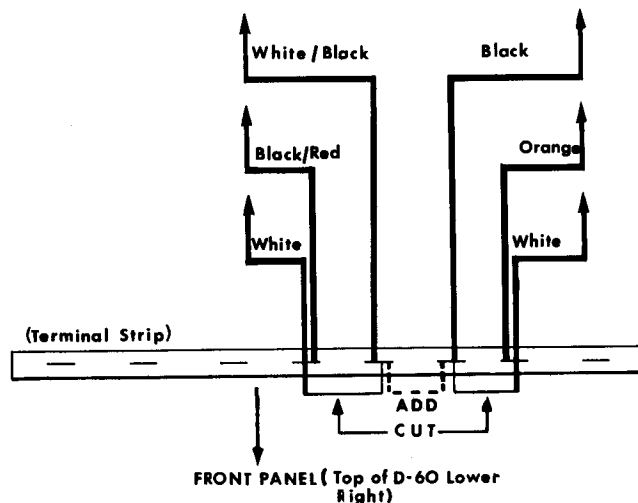 White/Black Black
Black/Red Orange
White White
(Terminal Strip)
ADD
CUT
FRONT PANEL( Top of D-60 Lower
Right)